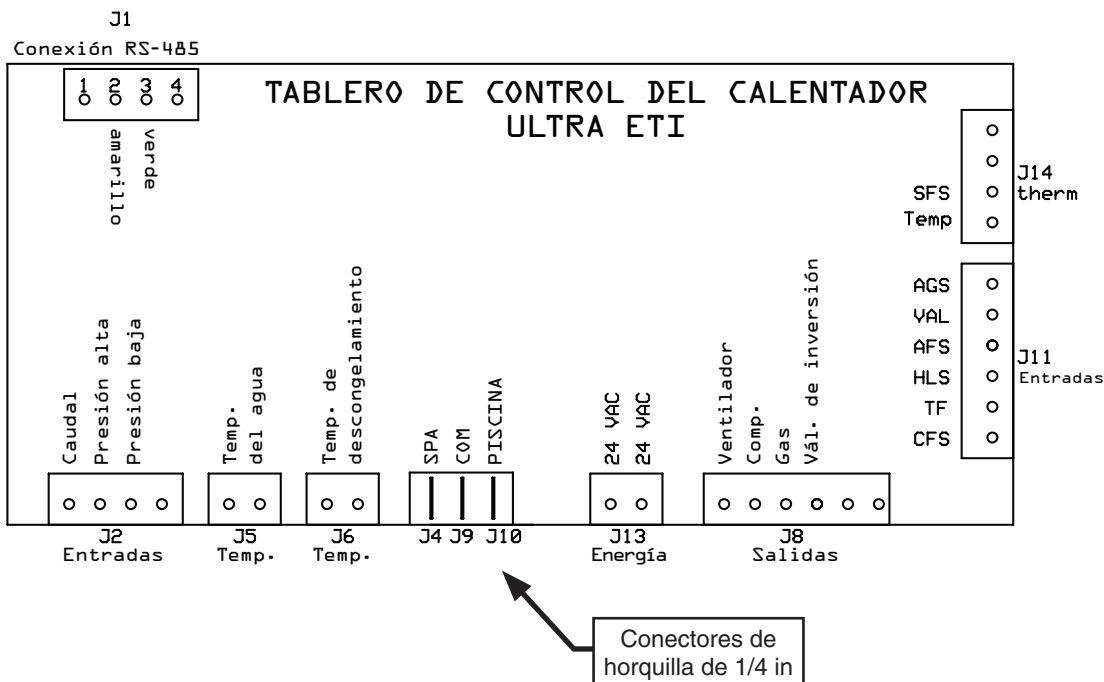 J1
Conexión RS-485
1 2 3 4
amarillo
verde
TABLERO DE CONTROL DEL CALENTADOR
ULTRA ETI
J14
therm
SFS
Temp
AGS
VAL
AFS
HLS
TF
CFS
J11
Entradas
Caudal
Presión alta
Presión baja
Temp.
del agua
Temp. de
descongelamiento
SPA
COM
PISCINA
24 VAC
24 VAC
Ventilador
Comp.
Gas
Vál. de inversión
J2
Entradas
J5
Temp.
J6
Temp.
J4 J9 J10
J13
Energía
J8
Salidas
Conectores de
horquilla de 1/4 in